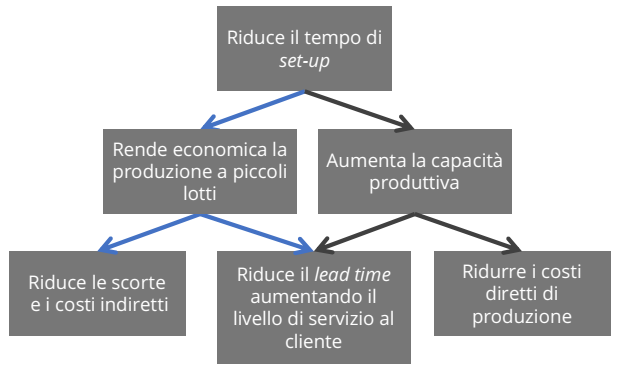 Riduce il tempo di
set-up
Rende economica la
produzione a piccoli
lotti
Aumenta la capacità
produttiva
Riduce le scorte
e i costi indiretti
Riduce il lead time
aumentando il
livello di servizio al
cliente
Ridurre i costi
diretti di
produzione